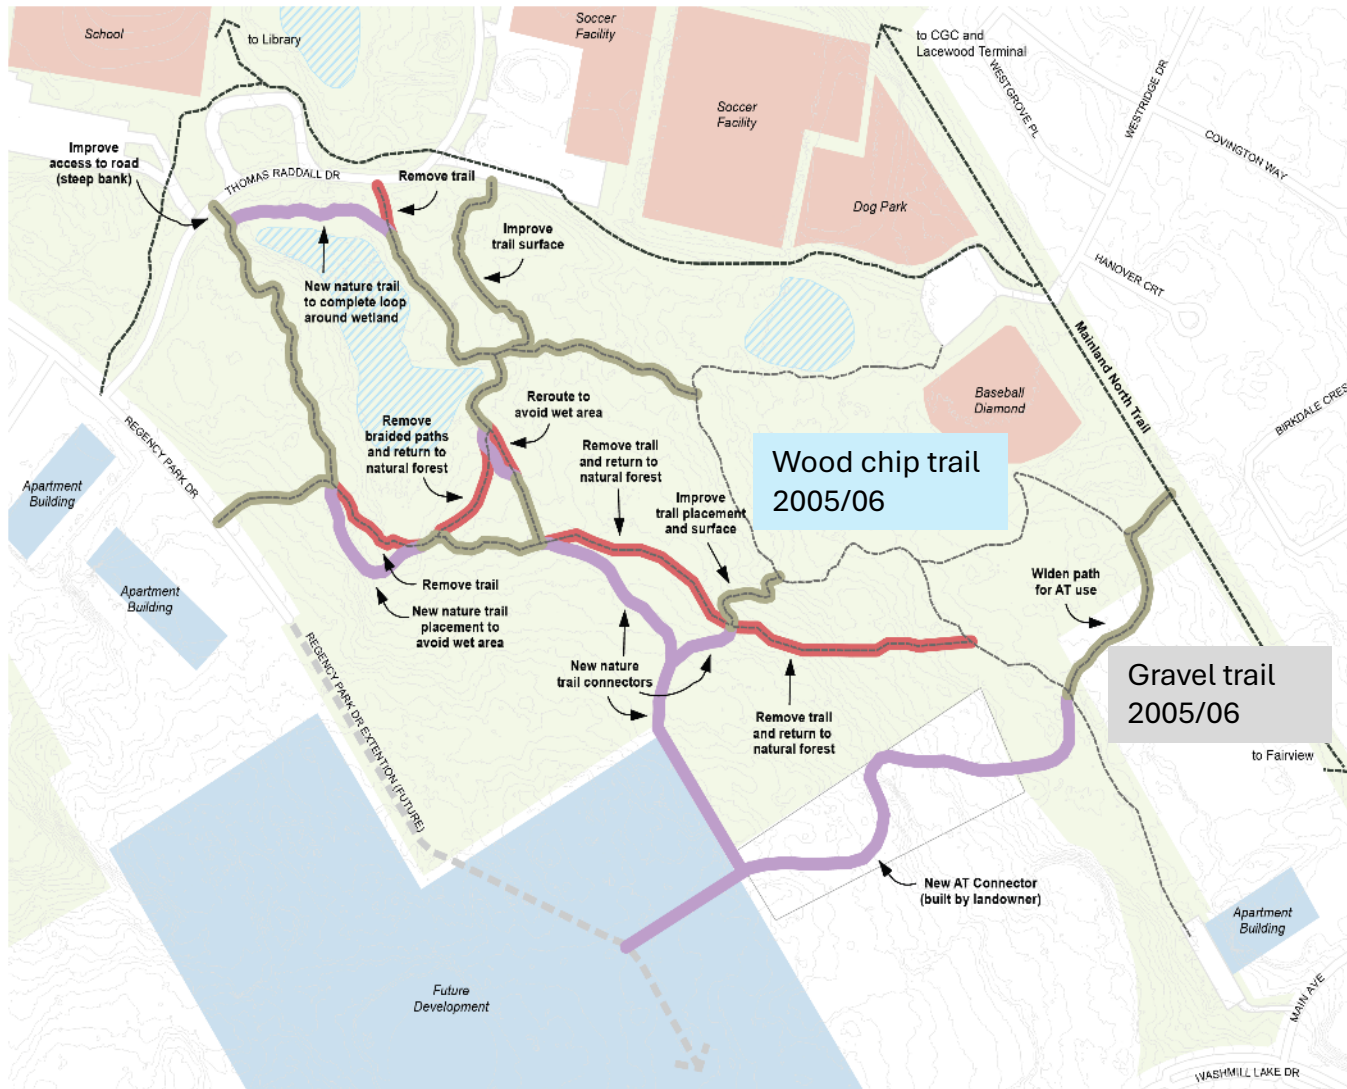 School
to Library
Soccer
Facility
to CGC and
Lacewood Terminal
WESTGROVE PL
WESTRIDGE DR
COVINGTON WAY
Soccer
Facility
Improve
access to road
(steep bank)
THOMAS RADDALL DR
Remove trail
Dog Park
Improve
trail surface
HANOVER CRT
New nature trail
to complete loop
around wetland
Mainland North Trail
Baseball
Diamond
BIRKDALE CRES
Reroute to
avoid wet area
Remove
braided paths
and return to
natural forest
Remove trail
and return to
natural forest
REGENCY PARK DR
Wood chip trail
2005/06
Apartment
Building
Improve
trail placement
and surface
Widen path
for AT use
Remove trail
Apartment
Building
New nature trail
placement to
avoid wet area
REGENCY PARK DR EXTENTION (FUTURE)
New nature
trail connectors
Gravel trail
2005/06
Remove trail
and return to
natural forest
to Fairview
New AT Connector
(built by landowner)
Apartment
Building
Future
Development
MAIN AVE
WASHMILL LAKE DR